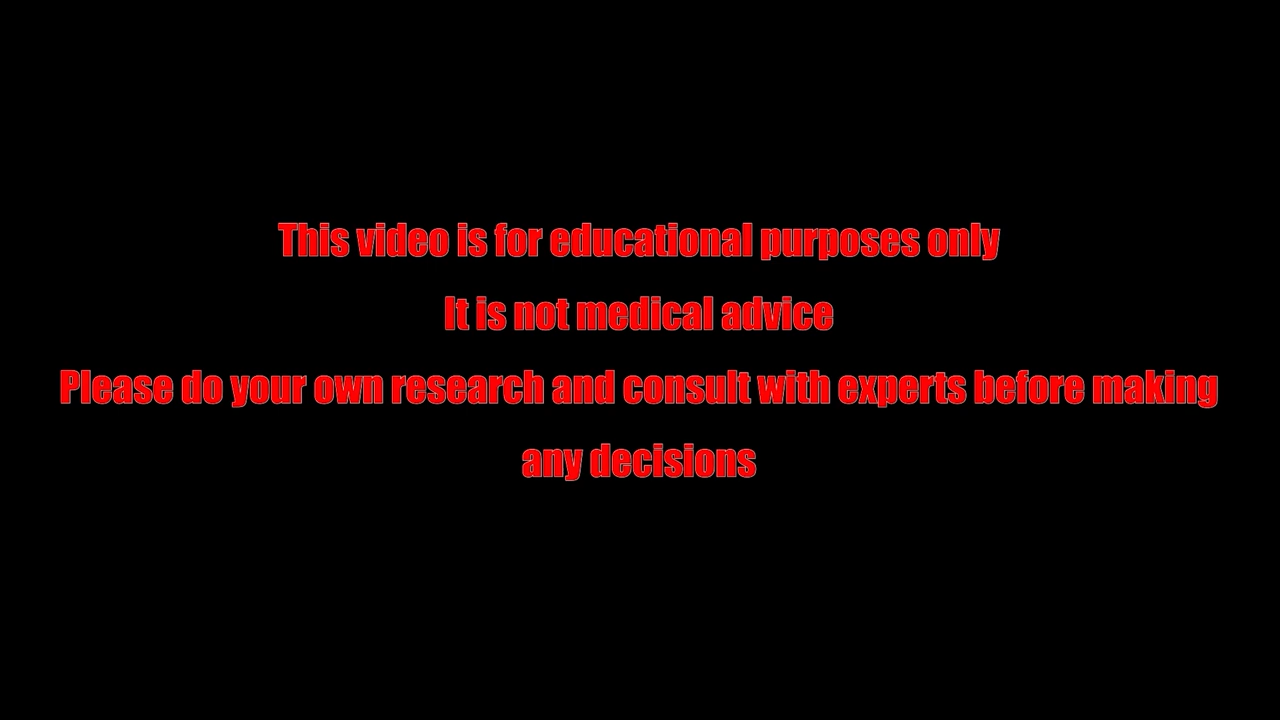 This video is for educational purposes only
It is not medical advice
Please do your own research and consult with experts before making
any decisions